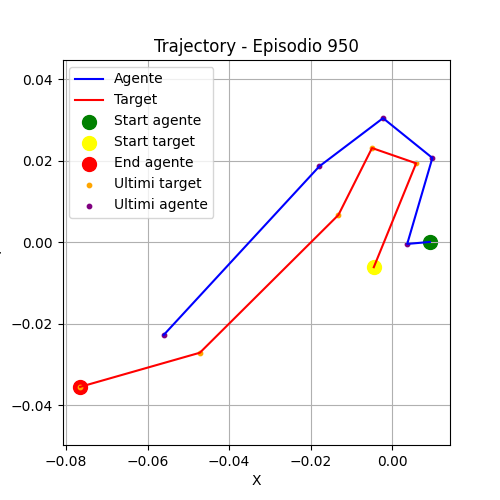 Trajectory - Episodio 950
Agente
Target
Start agente
Start target
End agente
Ultimi target
Ultimi agente
0.04
0.02
0.00
−0.02
−0.04
−0.08
−0.06
−0.04
−0.02
0.00
X